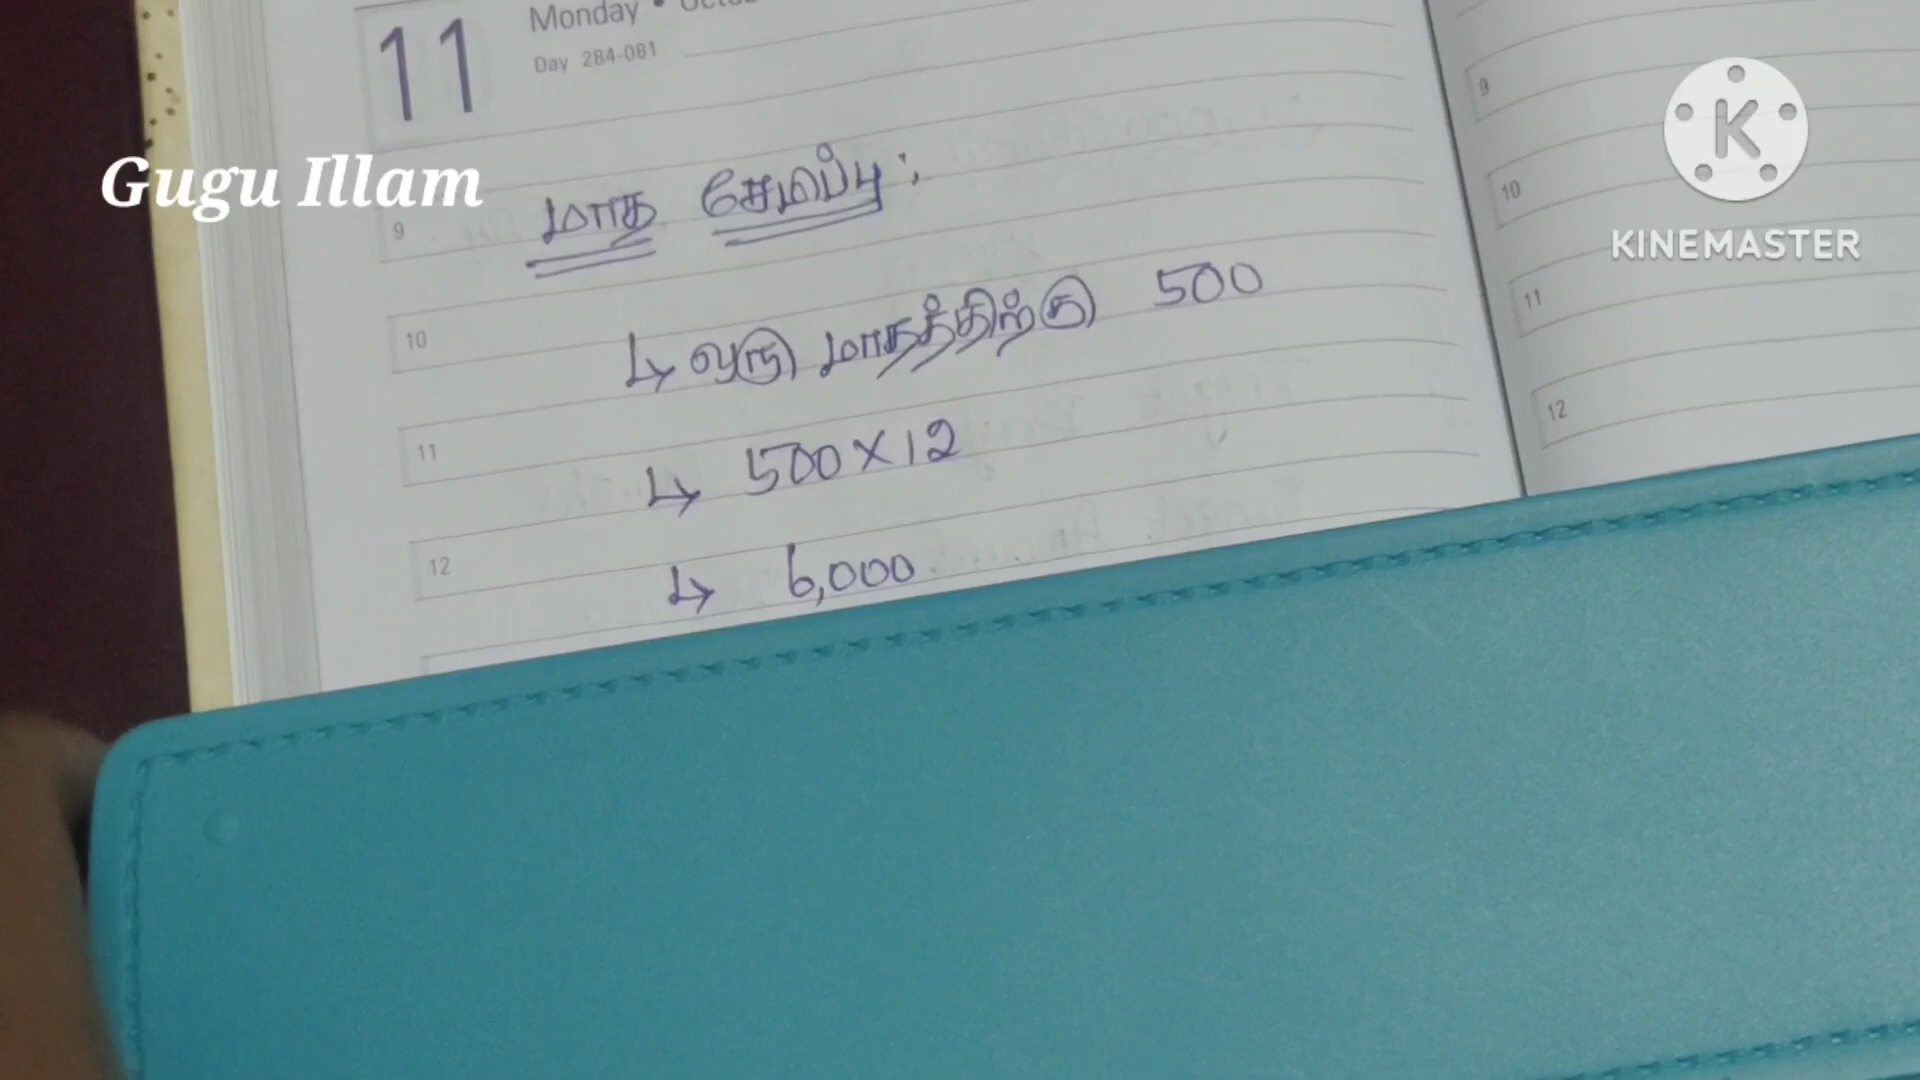 11
Monday •
Day 284-081
Gugu Illam
மாத சேமிப்பு :
ஒரு மாதத்திற்கு 500
500 X 12
6,000
9
10
11
12
9
10
11
12
K
KINEMASTER